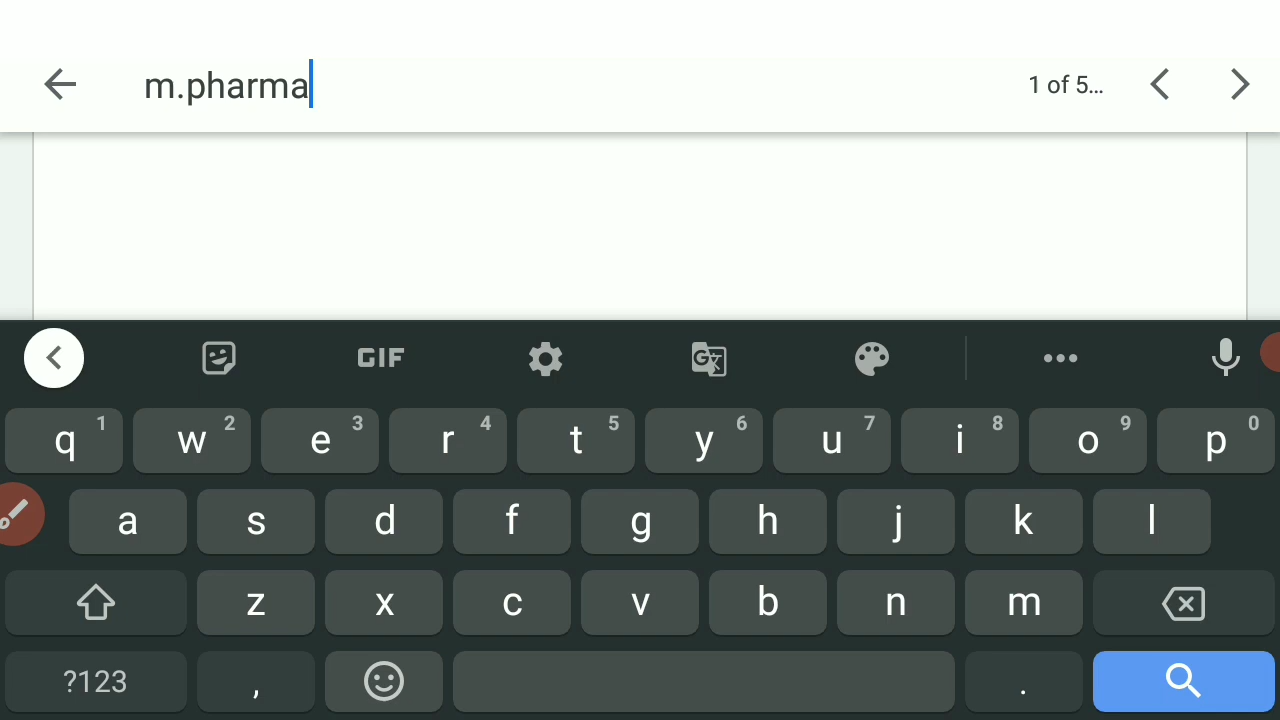 m.pharma 1 of 5...
GIF
q 1 w 2 e 3 r 4 t 5 y 6 u 7 i 8 o 9 p 0
a s d f g h j k l
z x c v b n m
?123 , .